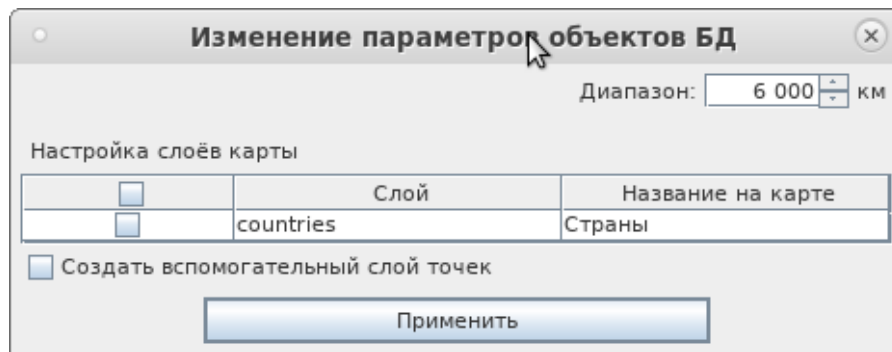 Изменение параметров объектов БД
Диапазон: 6 000 км
Настройка слоёв карты
Слой Название на карте
countries Страны
Создать вспомогательный слой точек
Применить